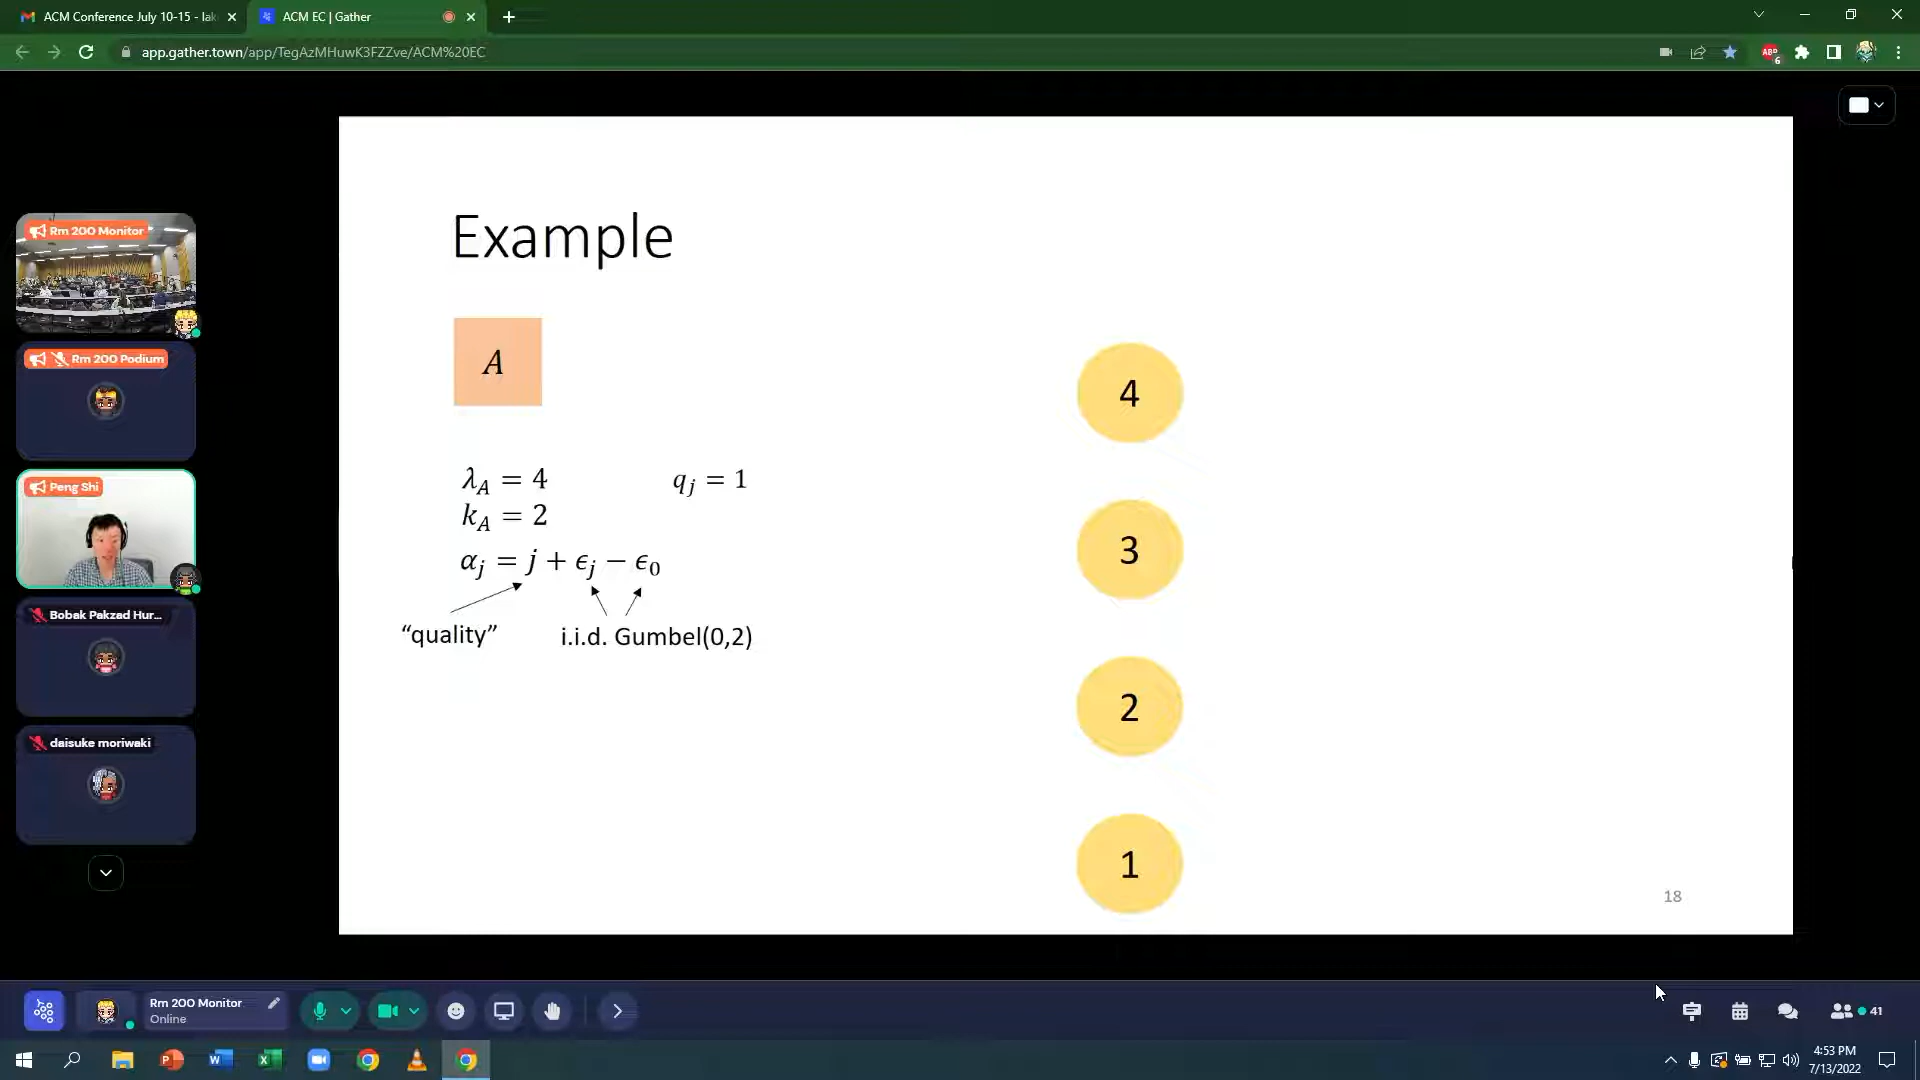 ACM Conference July 10-15 - lak
ACM EC | Gather
app.gather.town/app/TegAzMHuwK3FZZve/ACM%20EC
ABP
6
Rm 200 Monitor
Rm 200 Podium
Peng Shi
Bobak Pakzad Hur...
daisuke moriwaki
Example
A
λ_A = 4
q_j = 1
k_A = 2
α_j = j + ϵ_j − ϵ_0
“quality”
i.i.d. Gumbel(0,2)
4
3
2
1
18
Rm 200 Monitor
Online
41
4:53 PM
7/13/2022